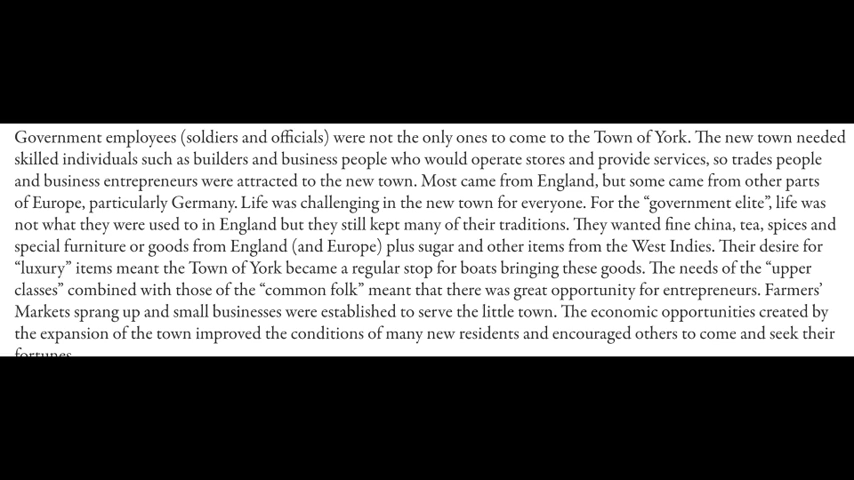 Government employees (soldiers and officials) were not the only ones to come to the Town of York. The new town needed
skilled individuals such as builders and business people who would operate stores and provide services, so trades people
and business entrepreneurs were attracted to the new town. Most came from England, but some came from other parts
of Europe, particularly Germany. Life was challenging in the new town for everyone. For the “government elite”, life was
not what they were used to in England but they still kept many of their traditions. They wanted fine china, tea, spices and
special furniture or goods from England (and Europe) plus sugar and other items from the West Indies. Their desire for
“luxury” items meant the Town of York became a regular stop for boats bringing these goods. The needs of the “upper
classes” combined with those of the “common folk” meant that there was great opportunity for entrepreneurs. Farmers’
Markets sprang up and small businesses were established to serve the little town. The economic opportunities created by
the expansion of the town improved the conditions of many new residents and encouraged others to come and seek their
fortunes.